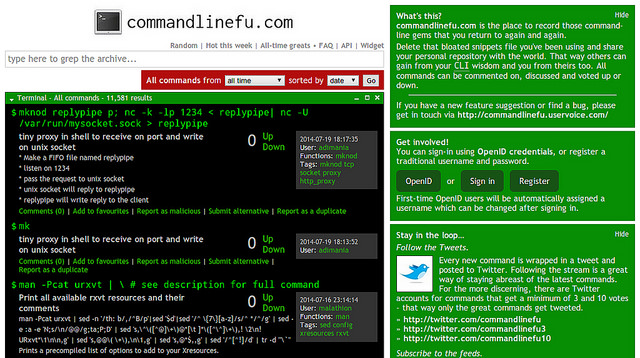 commandlinefu.com
Random | Hot this week | All-time greats • FAQ | API | Widget
type here to grep the archive...
All commands from all time sorted by date Go
Terminal - All commands - 11,581 results
$ mknod replypipe p; nc -k -lp 1234 < replypipe| nc -U
/var/run/mysocket.sock > replypipe
tiny proxy in shell to receive on port and write
on unix socket
* Make a FIFO file named replypipe
* listen on 1234
* pass the request to unix socket
* unix socket will reply to replypipe
* replypipe will write reply to the client
0
Up
Down
2014-07-19 18:17:35
User: adimania
Functions: mknod
Tags: mknod tcp
socket proxy
http_proxy
Comments (0) | Add to favourites | Report as malicious | Submit alternative | Report as a duplicate
$ mk
tiny proxy in shell to receive on port and write
on unix socket
0
Up
Down
2014-07-19 18:13:52
User: adimania
Comments (0) | Add to favourites | Report as malicious | Submit alternative |
Report as a duplicate
$ man -Pcat urxvt | \ # see description for full command
Print all available rxvt resources and their
comments
0
Up
Down
2014-07-16 23:14:14
User: malathion
Functions: man
Tags: sed config
xresources rxvt
Print a precompiled list of options to add to your Xresources.
What's this?
Hide
commandlinefu.com is the place to record those command-
line gems that you return to again and again.
Delete that bloated snippets file you've been using and share
your personal repository with the world. That way others can
gain from your CLI wisdom and you from theirs too. All
commands can be commented on, discussed and voted up or
down.
If you have a new feature suggestion or find a bug, please
get in touch via http://commandlinefu.uservoice.com/
Get involved!
You can sign-in using OpenID credentials, or register a
traditional username and password.
OpenID or Sign in Register
First-time OpenID users will be automatically assigned a
username which can be changed after signing in.
Stay in the loop...
Hide
Follow the Tweets.
Every new command is wrapped in a tweet and
posted to Twitter. Following the stream is a great
way of staying abreast of the latest commands.
For the more discerning, there are Twitter
accounts for commands that get a minimum of 3 and 10 votes
- that way only the great commands get tweeted.
» http://twitter.com/commandlinefu
» http://twitter.com/commandlinefu3
» http://twitter.com/commandlinefu10
Subscribe to the feeds.